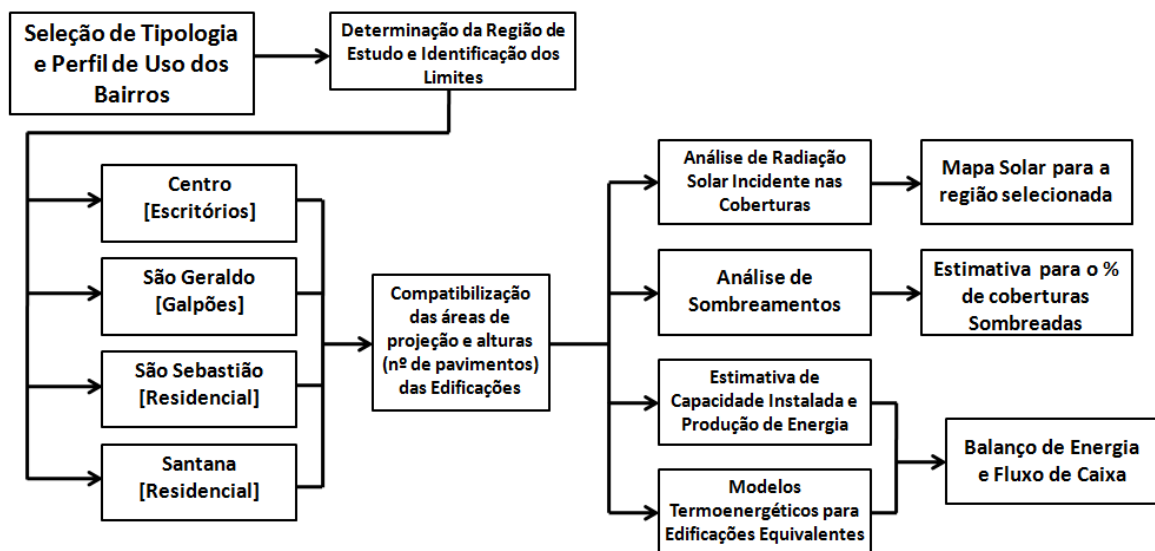 Seleção de Tipologia
e Perfil de Uso dos
Bairros
Determinação da Região de
Estudo e Identificação dos
Limites
Centro
[Escritórios]
São Geraldo
[Galpões]
São Sebastião
[Residencial]
Santana
[Residencial]
Compatibilização
das áreas de
projeção e alturas
(nº de pavimentos)
das Edificações
Análise de Radiação
Solar Incidente nas
Coberturas
Mapa Solar para a
região selecionada
Análise de
Sombreamentos
Estimativa para o %
de coberturas
Sombreadas
Estimativa de
Capacidade Instalada e
Produção de Energia
Modelos
Termoenergéticos para
Edificações Equivalentes
Balanço de Energia
e Fluxo de Caixa